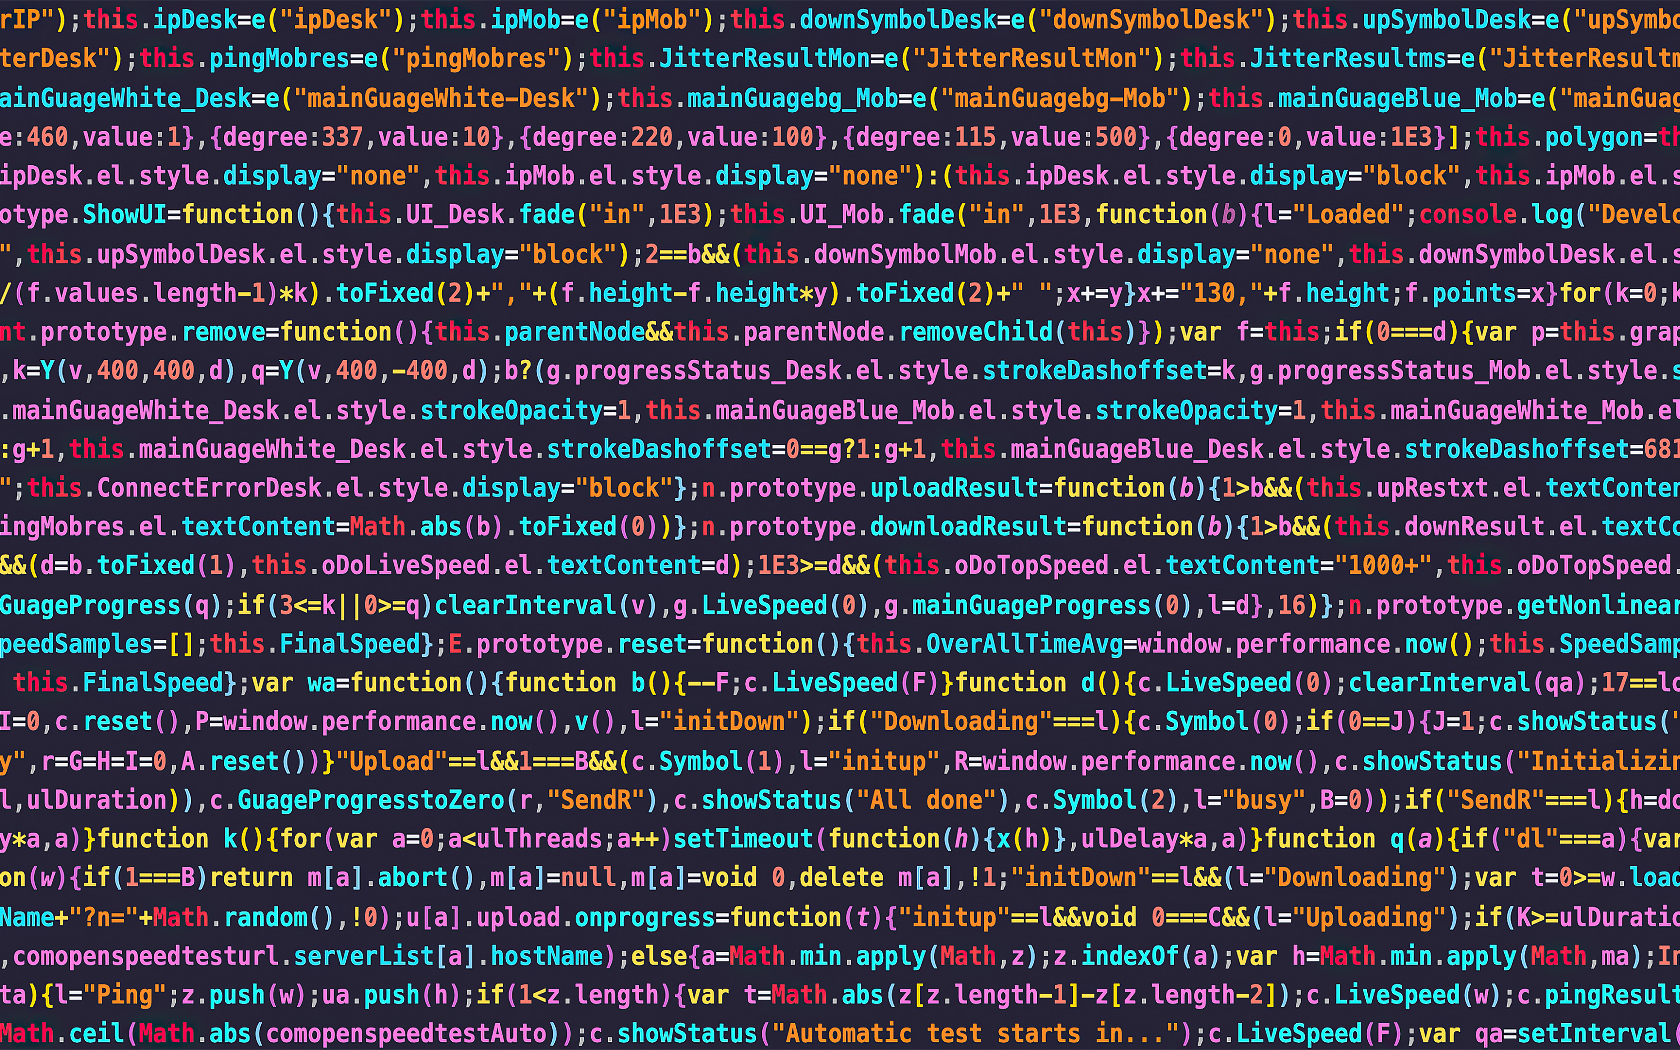 rIP");this.ipDesk=e("ipDesk");this.ipMob=e("ipMob");this.downSymbolDesk=e("downSymbolDesk");this.upSymbolDesk=e("upSymbo
terDesk");this.pingMobres=e("pingMobres");this.JitterResultMon=e("JitterResultMon");this.JitterResultms=e("JitterResultm
ainGuageWhite_Desk=e("mainGuageWhite-Desk");this.mainGuagebg_Mob=e("mainGuagebg-Mob");this.mainGuageBlue_Mob=e("mainGuag
e:460,value:1},{degree:337,value:10},{degree:220,value:100},{degree:115,value:500},{degree:0,value:1E3}];this.polygon=th
ipDesk.el.style.display="none",this.ipMob.el.style.display="none"):(this.ipDesk.el.style.display="block",this.ipMob.el.s
otype.ShowUI=function(){this.UI_Desk.fade("in",1E3);this.UI_Mob.fade("in",1E3,function(b){l="Loaded";console.log("Develo
",this.upSymbolDesk.el.style.display="block");2==b&&(this.downSymbolMob.el.style.display="none",this.downSymbolDesk.el.s
/(f.values.length-1)*k).toFixed(2)+","+(f.height-f.height*y).toFixed(2)+" ";x+=y}x+="130,"+f.height;f.points=x}for(k=0;k
nt.prototype.remove=function(){this.parentNode&&this.parentNode.removeChild(this)});var f=this;if(0===d){var p=this.grap
,k=Y(v,400,400,d),q=Y(v,400,-400,d);b?(g.progressStatus_Desk.el.style.strokeDashoffset=k,g.progressStatus_Mob.el.style.s
.mainGuageWhite_Desk.el.style.strokeOpacity=1,this.mainGuageBlue_Mob.el.style.strokeOpacity=1,this.mainGuageWhite_Mob.el
:g+1,this.mainGuageWhite_Desk.el.style.strokeDashoffset=0==g?1:g+1,this.mainGuageBlue_Desk.el.style.strokeDashoffset=681
";this.ConnectErrorDesk.el.style.display="block"};n.prototype.uploadResult=function(b){1>b&&(this.upRestxt.el.textConten
ingMobres.el.textContent=Math.abs(b).toFixed(0))};n.prototype.downloadResult=function(b){1>b&&(this.downResult.el.textCo
&&(d=b.toFixed(1),this.oDoLiveSpeed.el.textContent=d);1E3>=d&&(this.oDoTopSpeed.el.textContent="1000+",this.oDoTopSpeed.
GuageProgress(q);if(3<=k||0>=q)clearInterval(v),g.LiveSpeed(0),g.mainGuageProgress(0),l=d},16)};n.prototype.getNonlinear
peedSamples=[];this.FinalSpeed};E.prototype.reset=function(){this.OverAllTimeAvg=window.performance.now();this.SpeedSamp
this.FinalSpeed};var wa=function(){function b(){--F;c.LiveSpeed(F)}function d(){c.LiveSpeed(0);clearInterval(qa);17==lo
I=0,c.reset(),P=window.performance.now(),v(),l="initDown");if("Downloading"===l){c.Symbol(0);if(0==J){J=1;c.showStatus("
y",r=G=H=I=0,A.reset())}"Upload"==l&&1===B&&(c.Symbol(1),l="initup",R=window.performance.now(),c.showStatus("Initializin
l,ulDuration)),c.GuageProgresstoZero(r,"SendR"),c.showStatus("All done"),c.Symbol(2),l="busy",B=0));if("SendR"===l){h=do
y*a,a)}function k(){for(var a=0;a<ulThreads;a++)setTimeout(function(h){x(h)},ulDelay*a,a)}function q(a){if("dl"===a){var
on(w){if(1===B)return m[a].abort(),m[a]=null,m[a]=void 0,delete m[a],!1;"initDown"==l&&(l="Downloading");var t=0>=w.load
Name+"?n="+Math.random(),!0);u[a].upload.onprogress=function(t){"initup"==l&&void 0===C&&(l="Uploading");if(K>=ulDuratio
,comopenspeedtesturl.serverList[a].hostName);else{a=Math.min.apply(Math,z);z.indexOf(a);var h=Math.min.apply(Math,ma);In
ta){l="Ping";z.push(w);ua.push(h);if(1<z.length){var t=Math.abs(z[z.length-1]-z[z.length-2]);c.LiveSpeed(w);c.pingResult
Math.ceil(Math.abs(comopenspeedtestAuto));c.showStatus("Automatic test starts in...");c.LiveSpeed(F);var qa=setInterval(